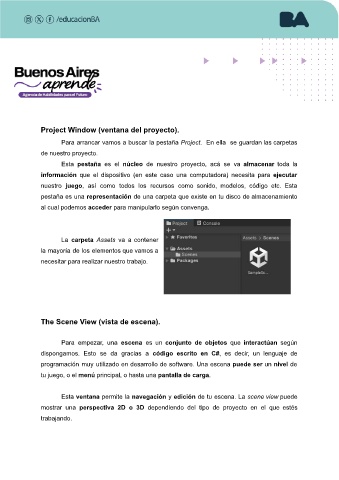 /educacionBA
BA
Buenos Aires
aprende
Agencia de Habilidades para el Futuro
Project Window (ventana del proyecto).
Para arrancar vamos a buscar la pestaña Project. En ella se guardan las carpetas
de nuestro proyecto
Esta pestaña es el núcleo de nuestro proyecto, acá se va almacenar toda la
información que el dispositivo (en este caso una computadora) necesita para ejecutar
nuestro juego, así como todos los recursos como sonido, modelos, código etc. Esta
pestaña es una representación de una carpeta que existe en tu disco de almacenamiento
al cual podemos acceder para manipularlo según convenga.
La carpeta Assets va a contener
la mayoría de los elementos que vamos a
necesitar para realizar nuestro trabajo.
Project Console
Favorites
Assets
Scenes
Packages
Assets > Scenes
SampleSc...
The Scene View (vista de escena).
Para empezar, una escena es un conjunto de objetos que interactúan según
dispongamos. Esto se da gracias a código escrito en C#, es decir, un lenguaje de
programación muy utilizado en desarrollo de software. Una escena puede ser un nivel de
tu juego, o el menú principal, o hasta una pantalla de carga.
Esta ventana permite la navegación y edición de tu escena. La scene view puede
mostrar una perspectiva 2D o 3D dependiendo del tipo de proyecto en el que estés
trabajando.